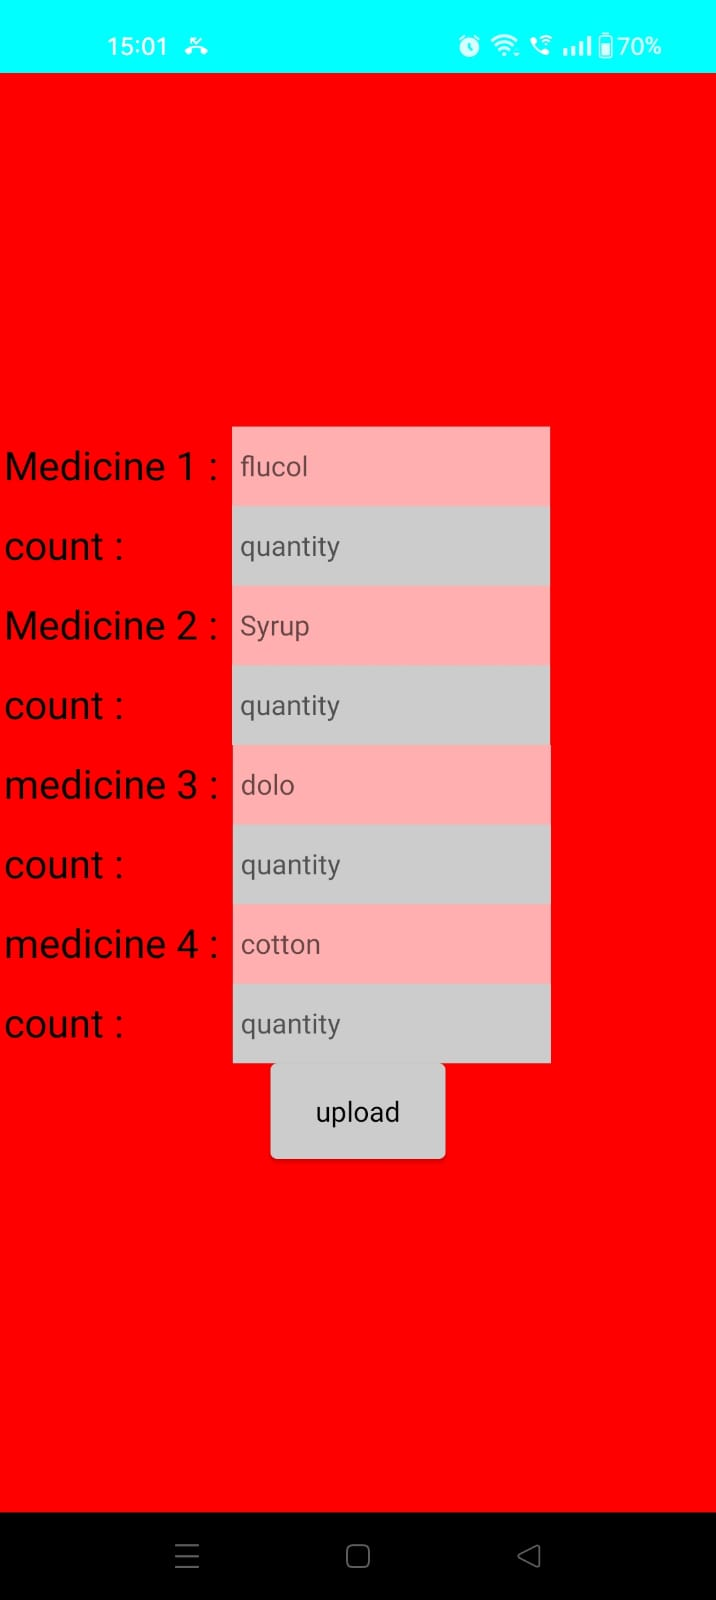 15:01 70%
Medicine 1 : flucol
count : quantity
Medicine 2 : Syrup
count : quantity
medicine 3 : dolo
count : quantity
medicine 4 : cotton
count : quantity
upload